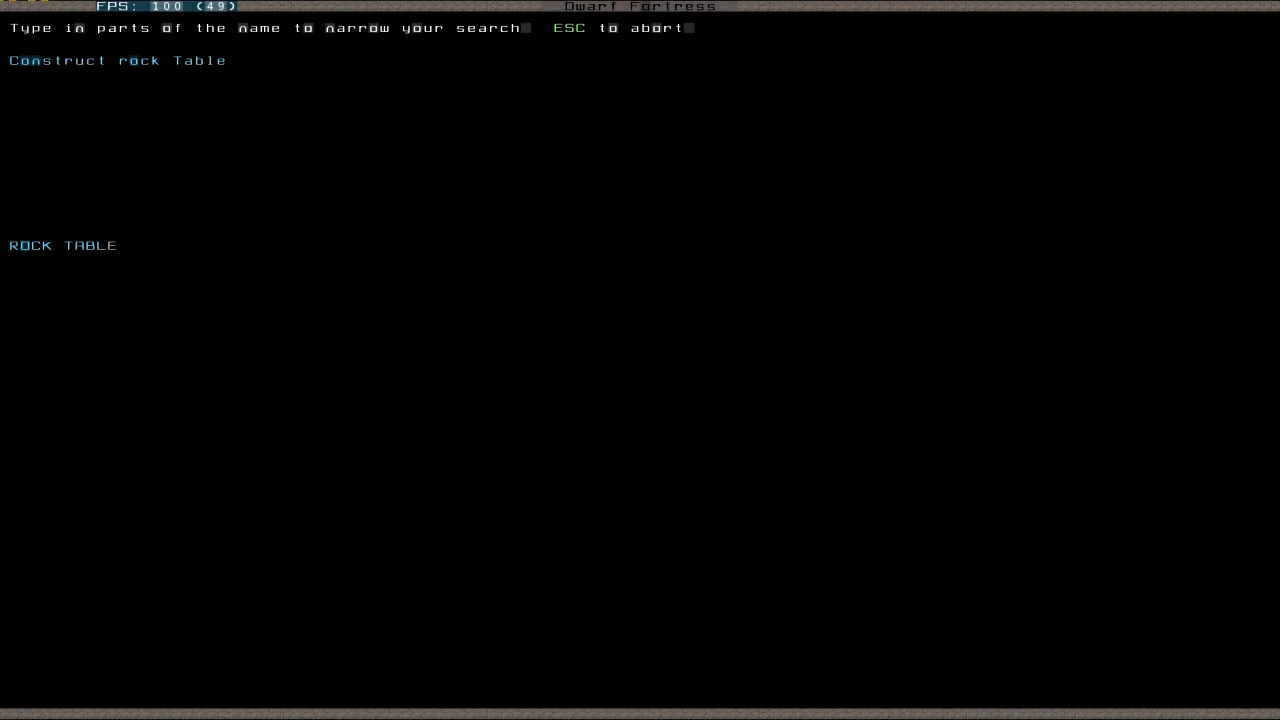 FPS: 100 (49) Dwarf Fortress
Type in parts of the name to narrow your search ESC to abort
Construct rock Table
ROCK TABLE